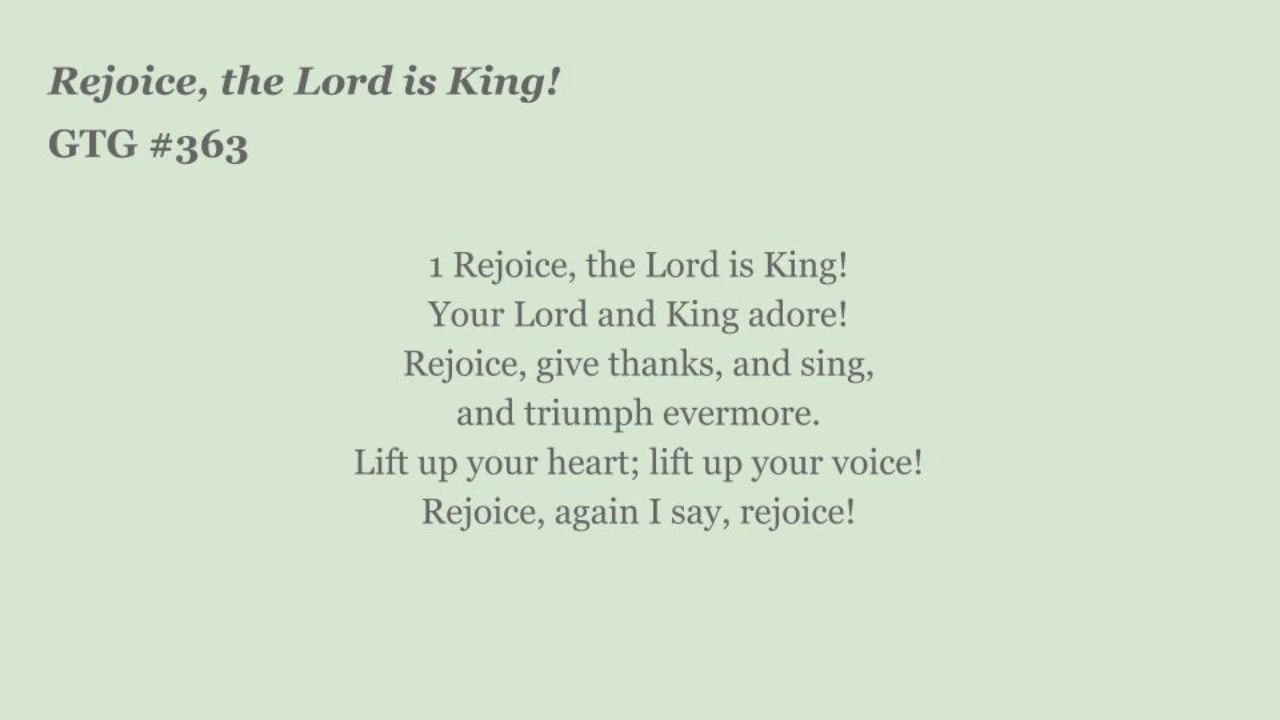 Rejoice, the Lord is King!
GTG #363
1 Rejoice, the Lord is King!
Your Lord and King adore!
Rejoice, give thanks, and sing,
and triumph evermore.
Lift up your heart; lift up your voice!
Rejoice, again I say, rejoice!